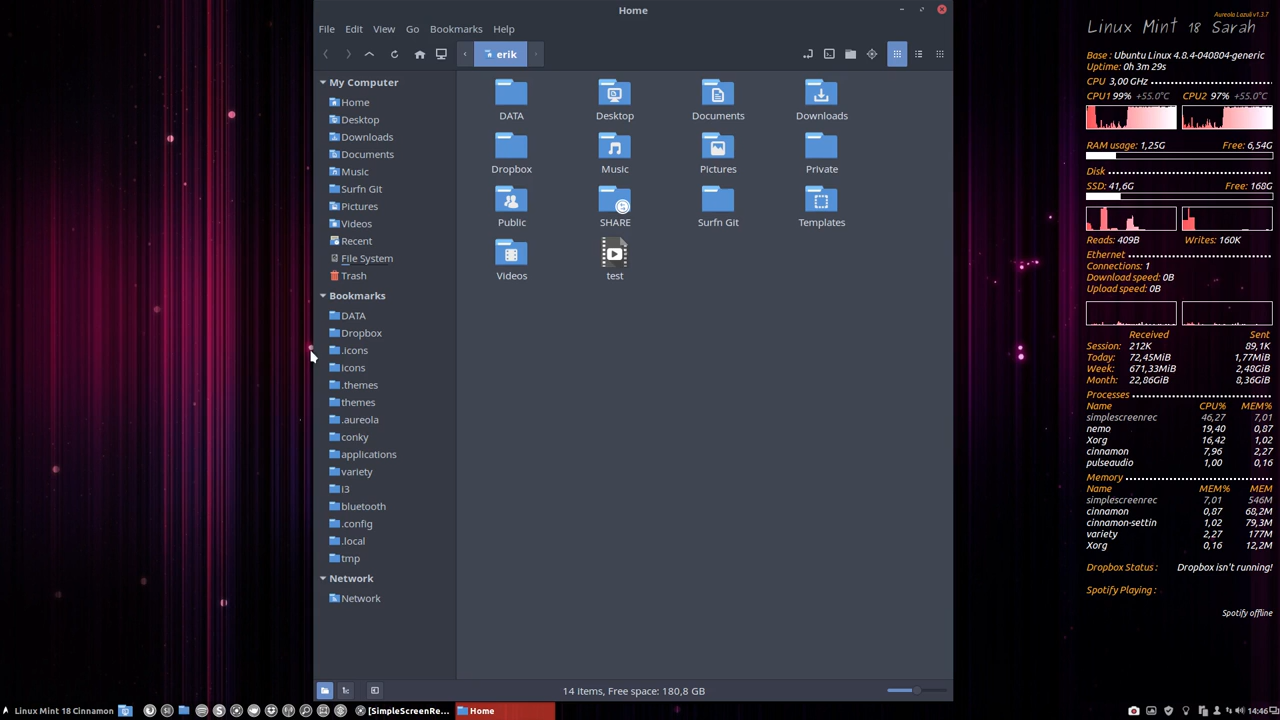 Home
File Edit View Go Bookmarks Help
erik
My Computer
Home
Desktop
Downloads
Documents
Music
Surfn Git
Pictures
Videos
Recent
File System
Trash
Bookmarks
DATA
Dropbox
.icons
icons
.themes
themes
.aureola
conky
applications
variety
i3
bluetooth
.config
.local
tmp
Network
Network
DATA Desktop Documents Downloads
Dropbox Music Pictures Private
Public SHARE Surfn Git Templates
Videos test
14 items, Free space: 180,8 GB
Aureola Lazuli v1.3.7
Linux Mint 18 Sarah
Base : Ubuntu Linux 4.8.4-040804-generic
Uptime: 0h 3m 29s
CPU 3,00 GHz
CPU1 99% +55.0°C CPU2 97% +55.0°C
RAM usage: 1,25G Free: 6,54G
Disk
SSD: 41,6G Free: 168G
Reads: 409B Writes: 160K
Ethernet
Connections: 1
Download speed: 0B
Upload speed: 0B
Received Sent
Session: 212K 89,1K
Today: 72,45MiB 1,77MiB
Week: 671,33MiB 2,48GiB
Month: 22,86GiB 8,36GiB
Processes
Name CPU% MEM%
simplescreenrec 46,27 7,01
nemo 19,40 0,87
Xorg 16,42 1,02
cinnamon 7,96 2,27
pulseaudio 1,00 0,16
Memory
Name MEM% MEM
simplescreenrec 7,01 546M
cinnamon 0,87 68,2M
cinnamon-settin 1,02 79,3M
variety 2,27 177M
Xorg 0,16 12,2M
Dropbox Status : Dropbox isn't running!
Spotify Playing :
Spotify offline
Linux Mint 18 Cinnamon [SimpleScreenRe... Home 14:46